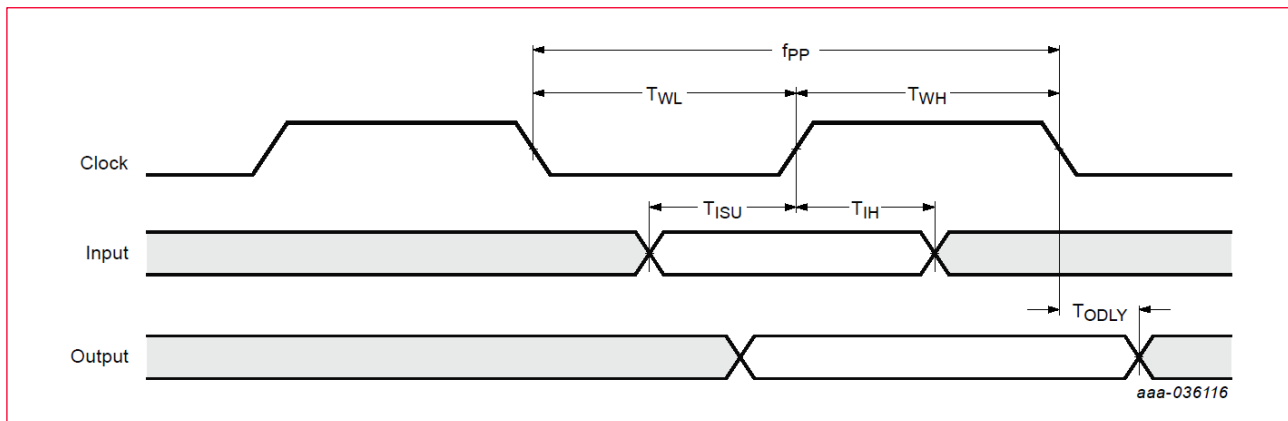 fPP
TWL TWH
Clock
TISU TIH
Input
TODLY
Output
aaa-036116